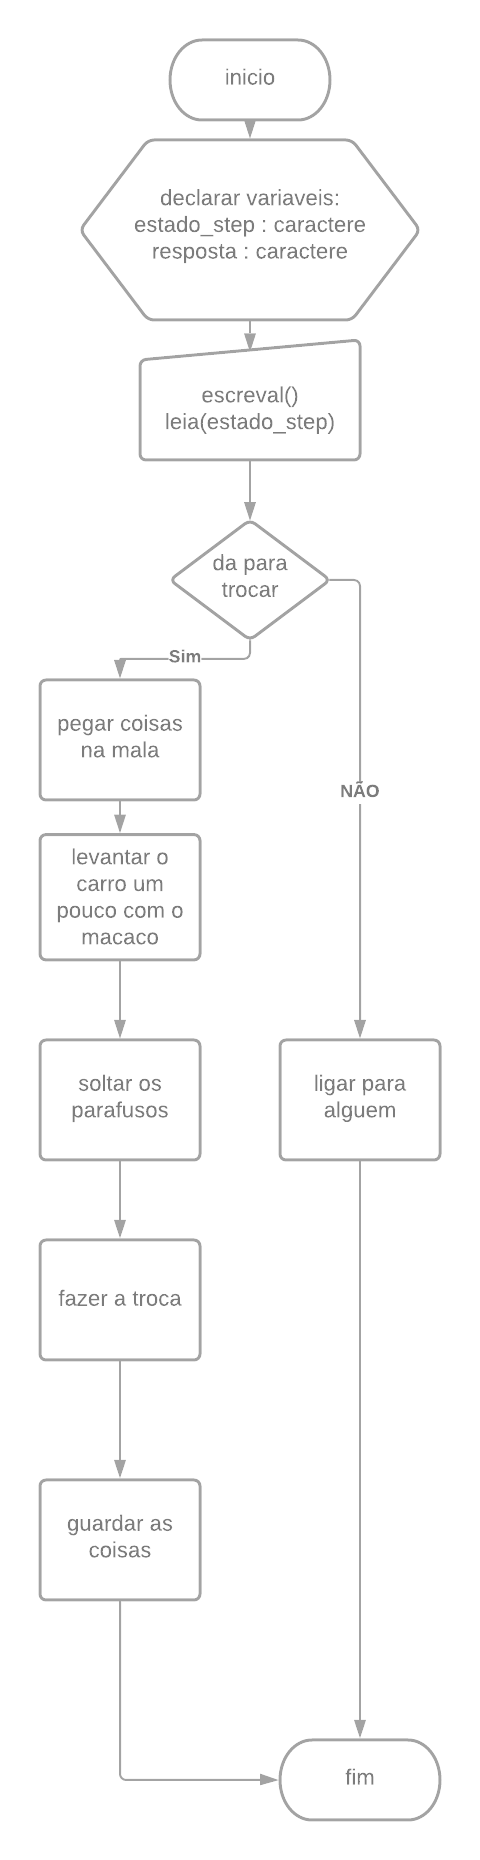 inicio
declarar variaveis:
estado_step : caractere
resposta : caractere
escreval()
leia(estado_step)
da para
trocar
Sim
pegar coisas
na mala
NÃO
levantar o
carro um
pouco com o
macaco
soltar os
parafusos
ligar para
alguem
fazer a troca
guardar as
coisas
fim